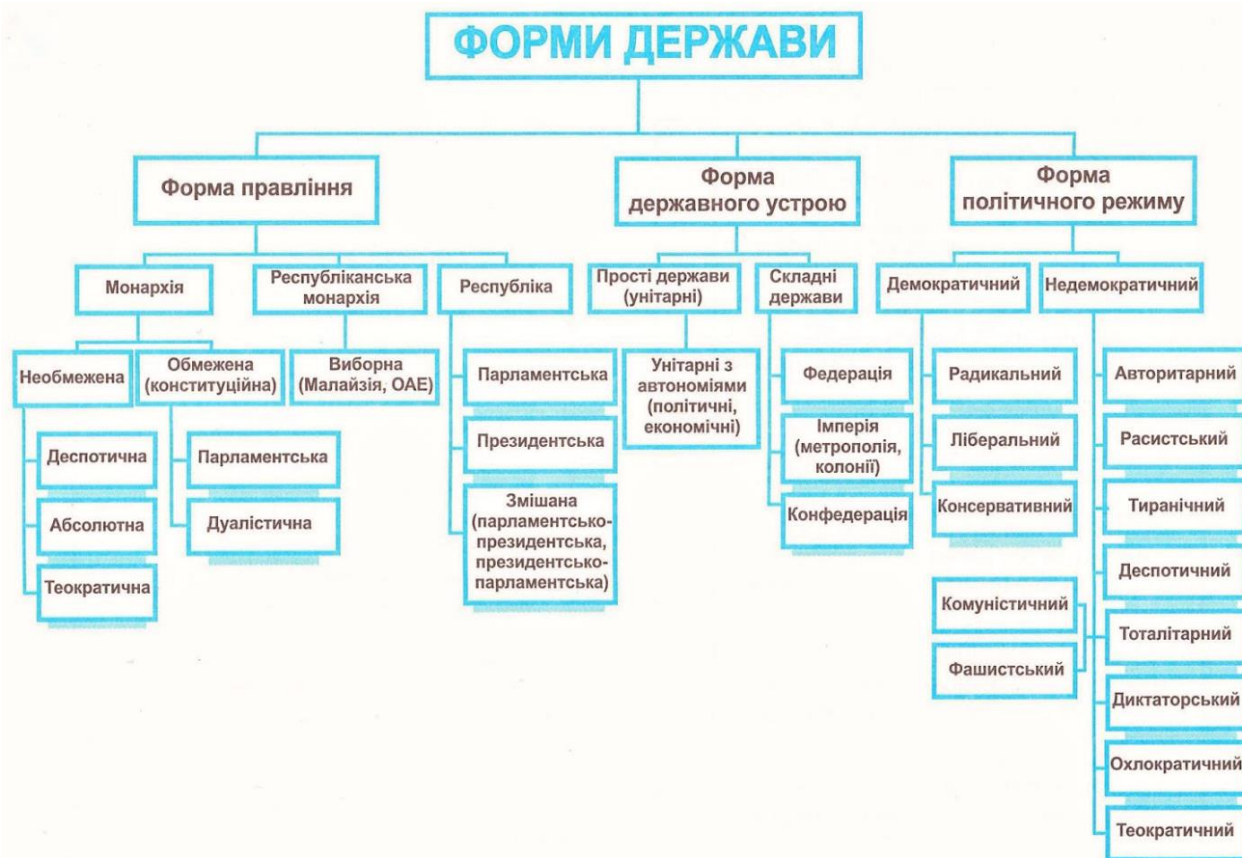 ФОРМИ ДЕРЖАВИ
Форма правління
Форма
державного устрою
Форма
політичного режиму
Монархія
Республіканська
монархія
Республіка
Прості держави
(унітарні)
Складні
держави
Демократичний
Недемократичний
Необмежена
Обмежена
(конституційна)
Виборна
(Малайзія, ОАЕ)
Деспотична
Абсолютна
Теократична
Парламентська
Дуалістична
Парламентська
Президентська
Змішана
(парламентсько-
президентська,
президентсько-
парламентська)
Унітарні з
автономіями
(політичні,
економічні)
Федерація
Імперія
(метрополія,
колонії)
Конфедерація
Радикальний
Ліберальний
Консервативний
Авторитарний
Расистський
Тиранічний
Деспотичний
Тоталітарний
Комуністичний
Фашистський
Диктаторський
Охлократичний
Теократичний